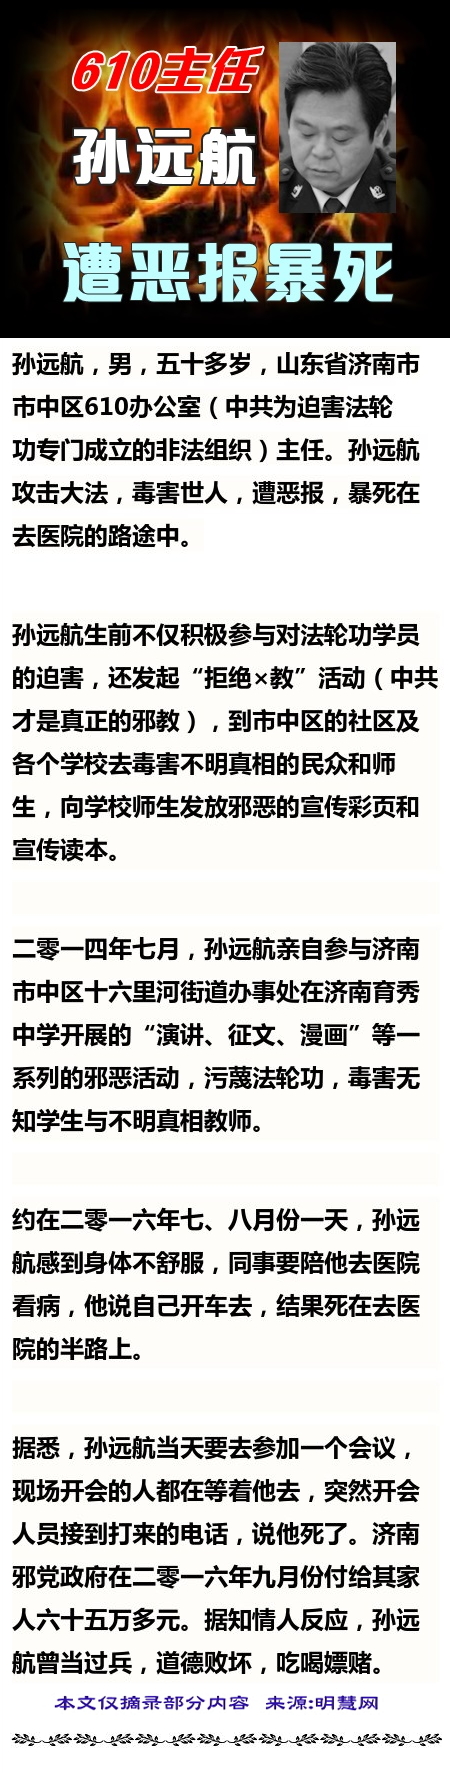 610主任
孙远航
遭恶报暴死
孙远航，男，五十多岁，山东省济南市
市中区610办公室（中共为迫害法轮
功专门成立的非法组织）主任。孙远航
攻击大法，毒害世人，遭恶报，暴死在
去医院的路途中。
孙远航生前不仅积极参与对法轮功学员
的迫害，还发起“拒绝×教”活动（中共
才是真正的邪教），到市中区的社区及
各个学校去毒害不明真相的民众和师
生，向学校师生发放邪恶的宣传彩页和
宣传读本。
二零一四年七月，孙远航亲自参与济南
市中区十六里河街道办事处在济南育秀
中学开展的“演讲、征文、漫画”等一
系列的邪恶活动，污蔑法轮功，毒害无
知学生与不明真相教师。
约在二零一六年七、八月份一天，孙远
航感到身体不舒服，同事要陪他去医院
看病，他说自己开车去，结果死在去医
院的半路上。
据悉，孙远航当天要去参加一个会议，
现场开会的人都在等着他去，突然开会
人员接到打来的电话，说他死了。济南
邪党政府在二零一六年九月份付给其家
人六十五万多元。据知情人反应，孙远
航曾当过兵，道德败坏，吃喝嫖赌。
本文仅摘录部分内容 来源:明慧网